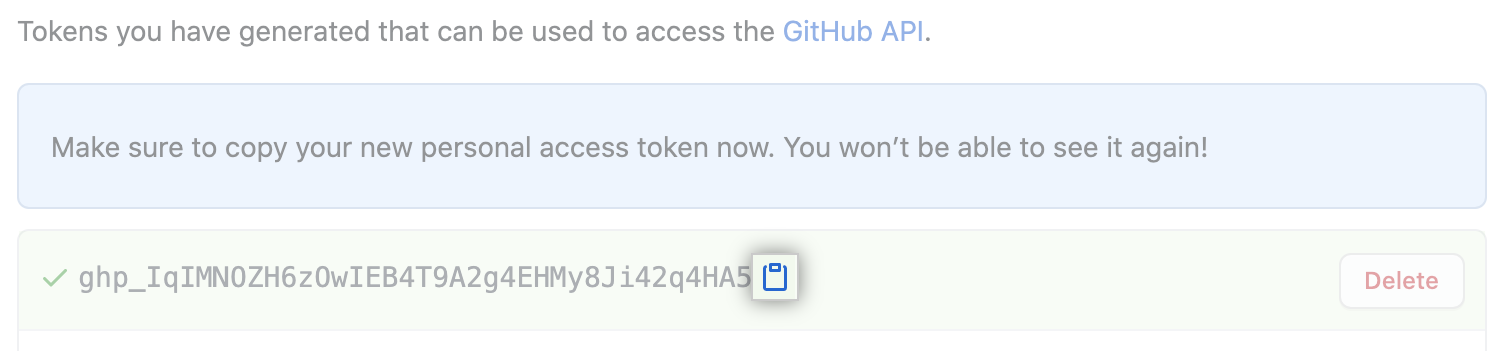 Tokens you have generated that can be used to access the GitHub API.
Make sure to copy your new personal access token now. You won’t be able to see it again!
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
Delete